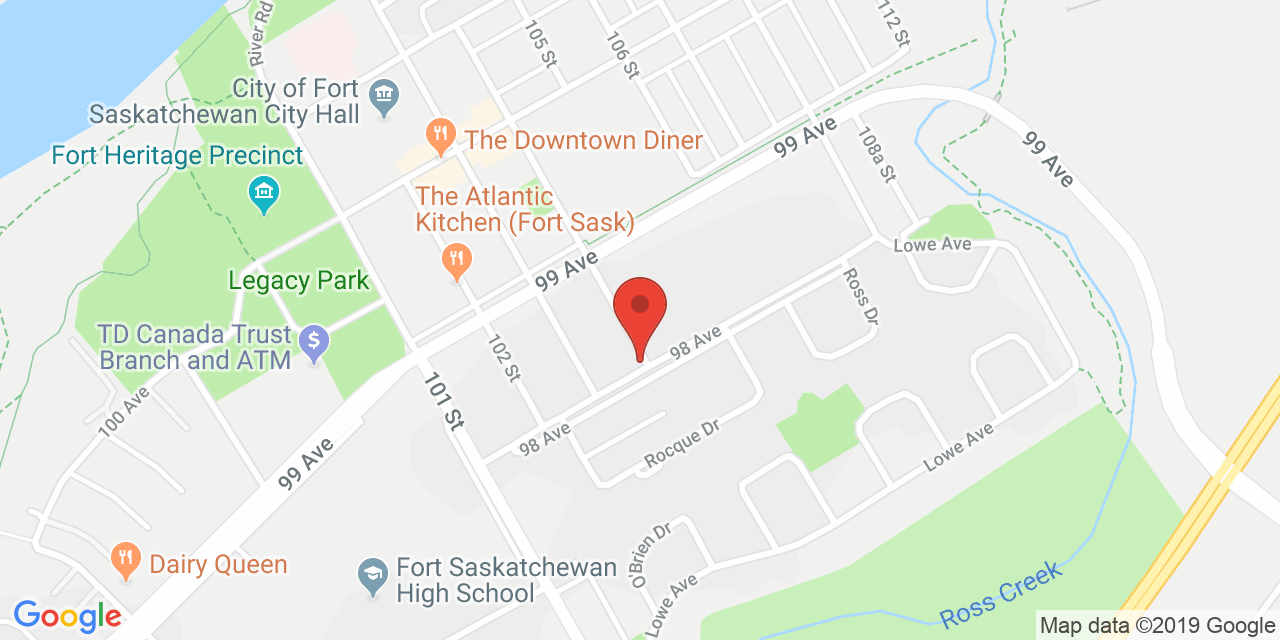 River Rd
105 St
106 St
112 St
City of Fort
Saskatchewan City Hall
The Downtown Diner
99 Ave
108a St
99 Ave
Fort Heritage Precinct
The Atlantic
Kitchen (Fort Sask)
Lowe Ave
99 Ave
Legacy Park
Ross Dr
TD Canada Trust
Branch and ATM
$
102 St
98 Ave
101 St
100 Ave
98 Ave
Rocque Dr
Lowe Ave
99 Ave
O'Brien Dr
Dairy Queen
Fort Saskatchewan
High School
Lowe Ave
Ross Creek
Google
Map data ©2019 Google